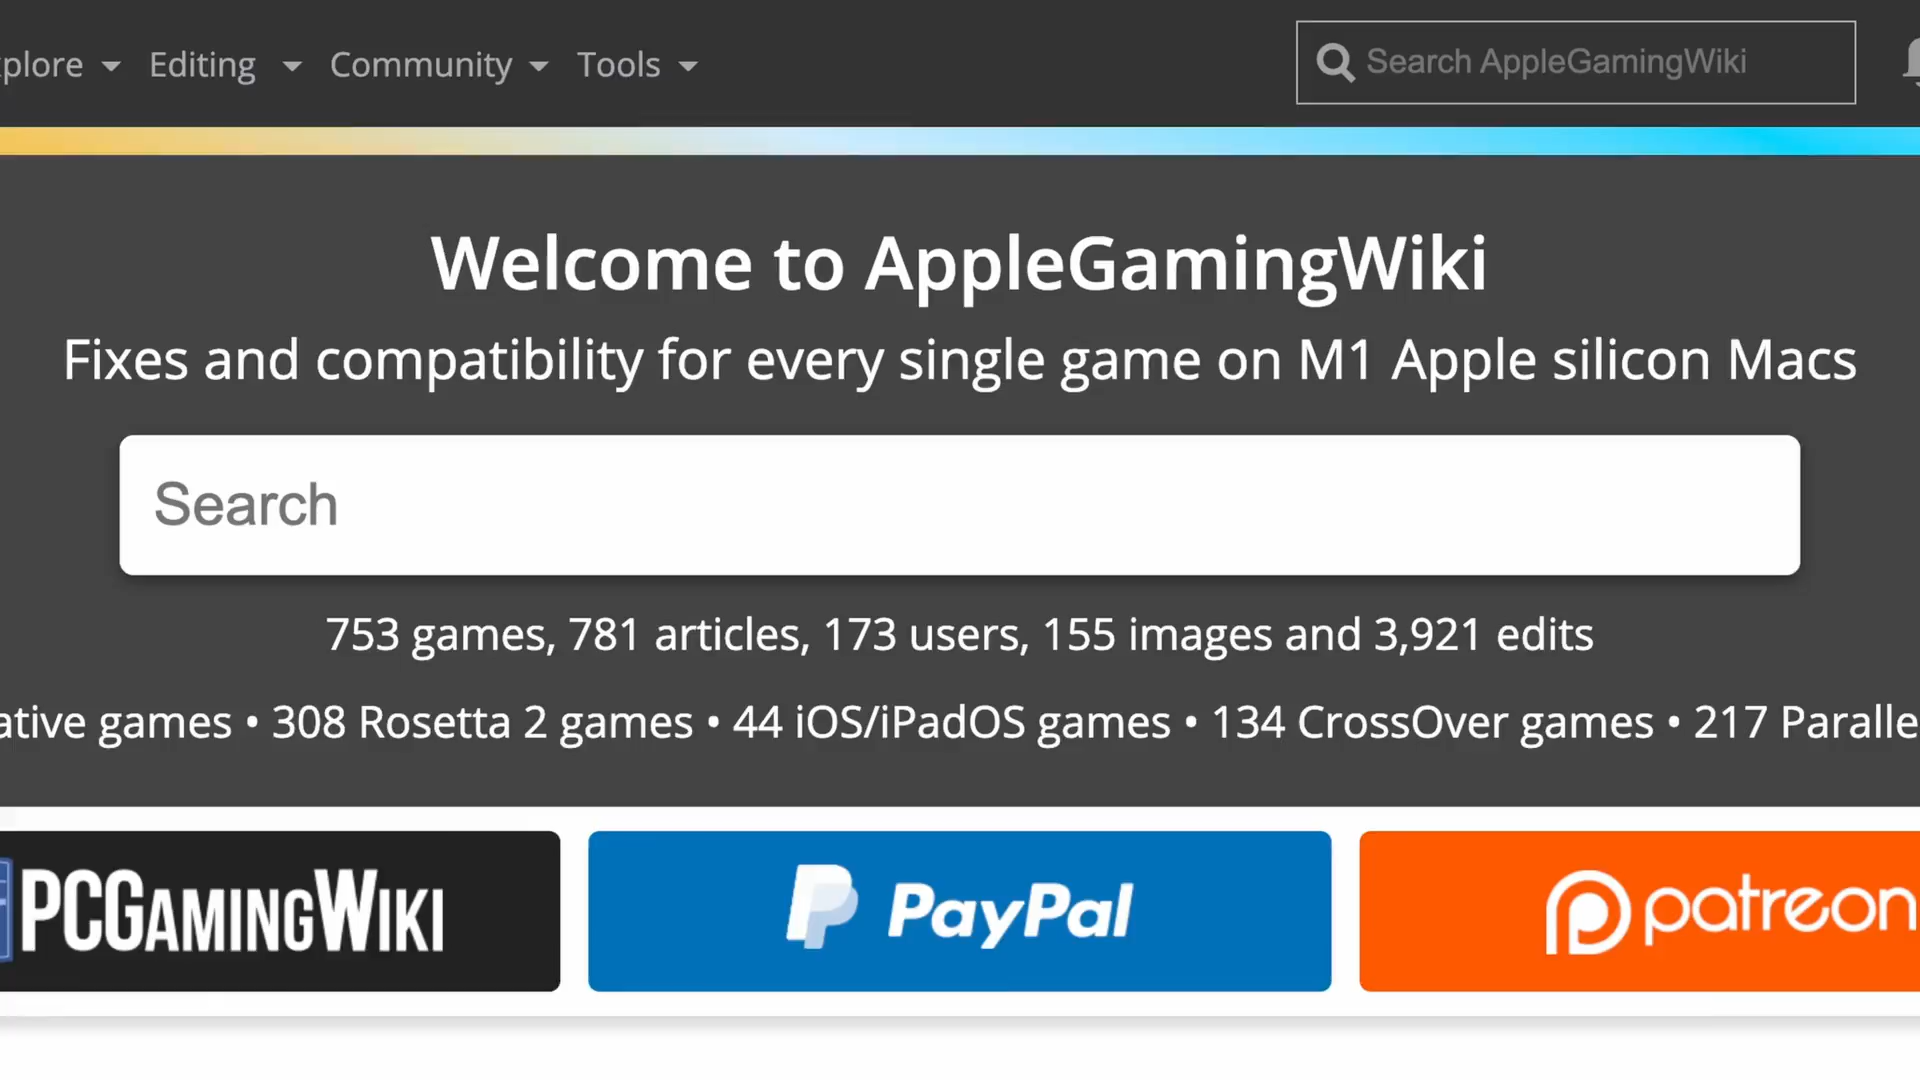 plore Editing Community Tools Search AppleGamingWiki
Welcome to AppleGamingWiki
Fixes and compatibility for every single game on M1 Apple silicon Macs
Search
753 games, 781 articles, 173 users, 155 images and 3,921 edits
ative games • 308 Rosetta 2 games • 44 iOS/iPadOS games • 134 CrossOver games • 217 Paralle
PCGamingWiki PayPal patreon